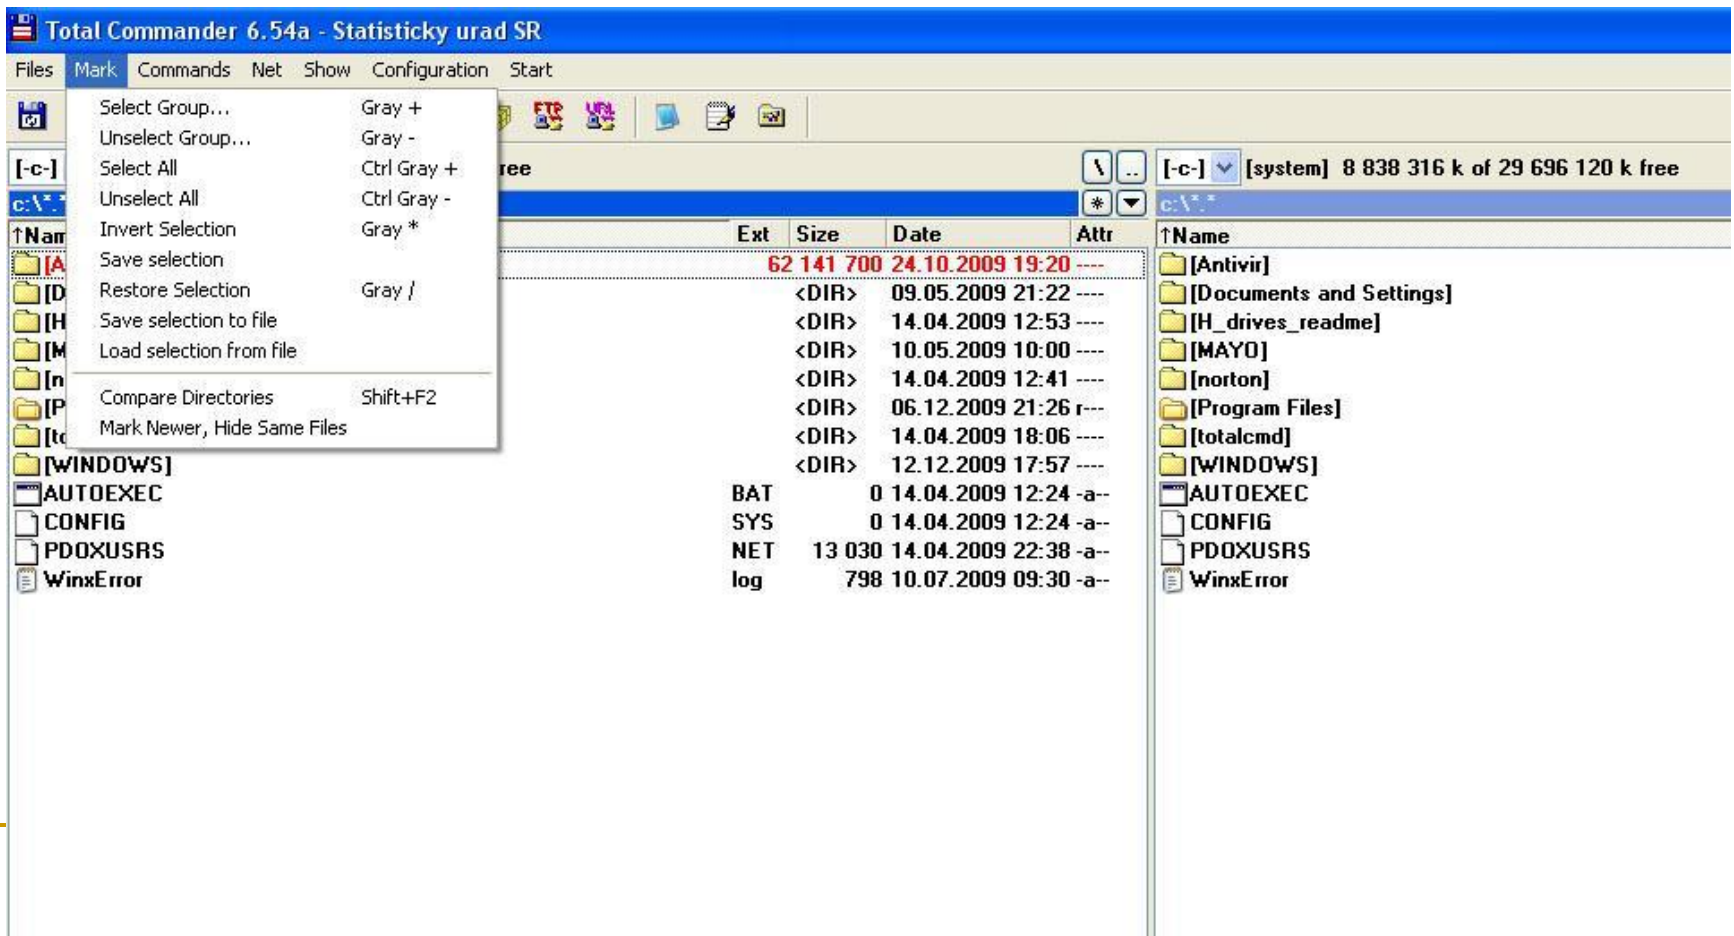 Total Commander 6.54a - Statisticky urad SR
Files Mark Commands Net Show Configuration Start
Select Group... Gray +
Unselect Group... Gray -
Select All Ctrl Gray +
Unselect All Ctrl Gray -
Invert Selection Gray *
Save selection
Restore Selection Gray /
Save selection to file
Load selection from file
Compare Directories Shift+F2
Mark Newer, Hide Same Files
FTP URL
[-c-] ree \ ..
c:\*.* * 
↑Nam Ext Size Date Attr
[A 62 141 700 24.10.2009 19:20 ----
[D <DIR> 09.05.2009 21:22 ----
[H <DIR> 14.04.2009 12:53 ----
[M <DIR> 10.05.2009 10:00 ----
[n <DIR> 14.04.2009 12:41 ----
[P <DIR> 06.12.2009 21:26 r---
[to <DIR> 14.04.2009 18:06 ----
[WINDOWS] <DIR> 12.12.2009 17:57 ----
AUTOEXEC BAT 0 14.04.2009 12:24 -a--
CONFIG SYS 0 14.04.2009 12:24 -a--
PDOXUSRS NET 13 030 14.04.2009 22:38 -a--
WinxError log 798 10.07.2009 09:30 -a--
[-c-] [system] 8 838 316 k of 29 696 120 k free
c:\*.*
↑Name
[Antivir]
[Documents and Settings]
[H_drives_readme]
[MAYO]
[norton]
[Program Files]
[totalcmd]
[WINDOWS]
AUTOEXEC
CONFIG
PDOXUSRS
WinxError